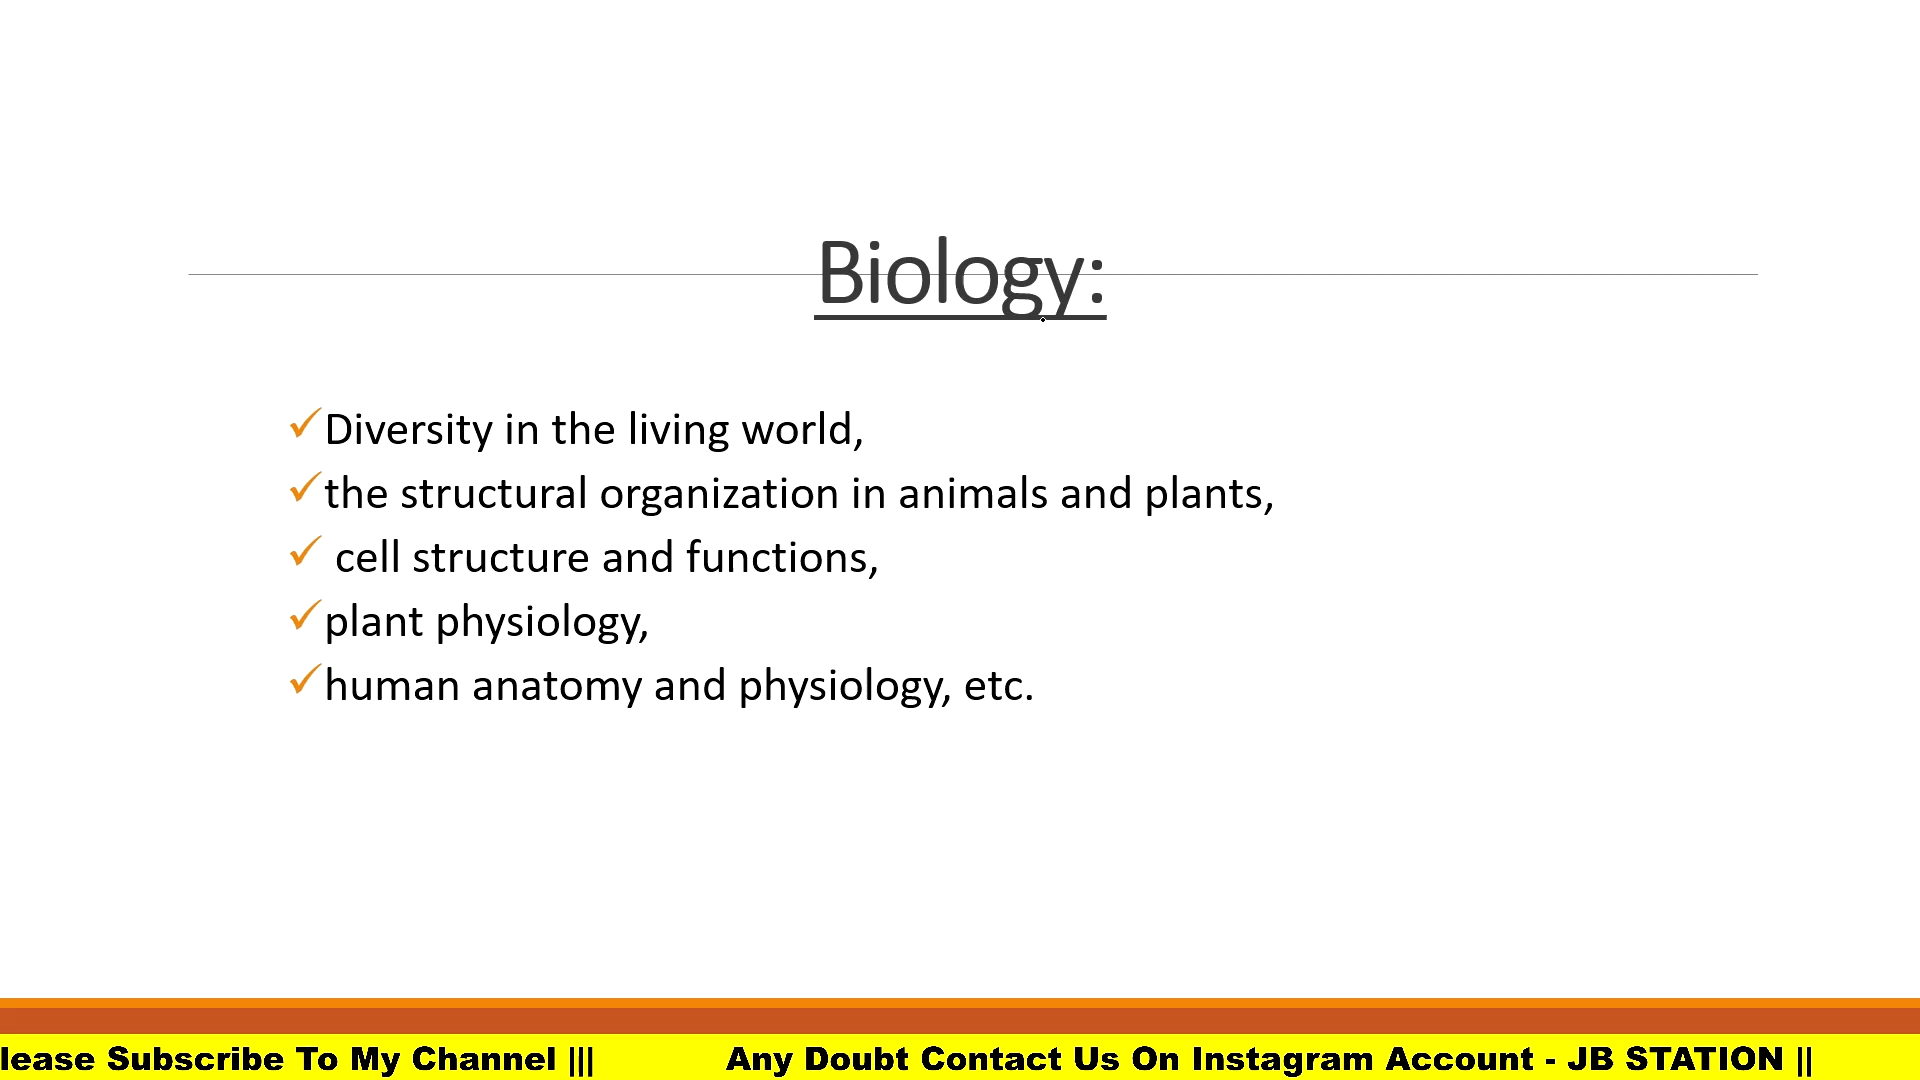 Biology:
Diversity in the living world,
the structural organization in animals and plants,
cell structure and functions,
plant physiology,
human anatomy and physiology, etc.
lease Subscribe To My Channel ||| Any Doubt Contact Us On Instagram Account - JB STATION ||